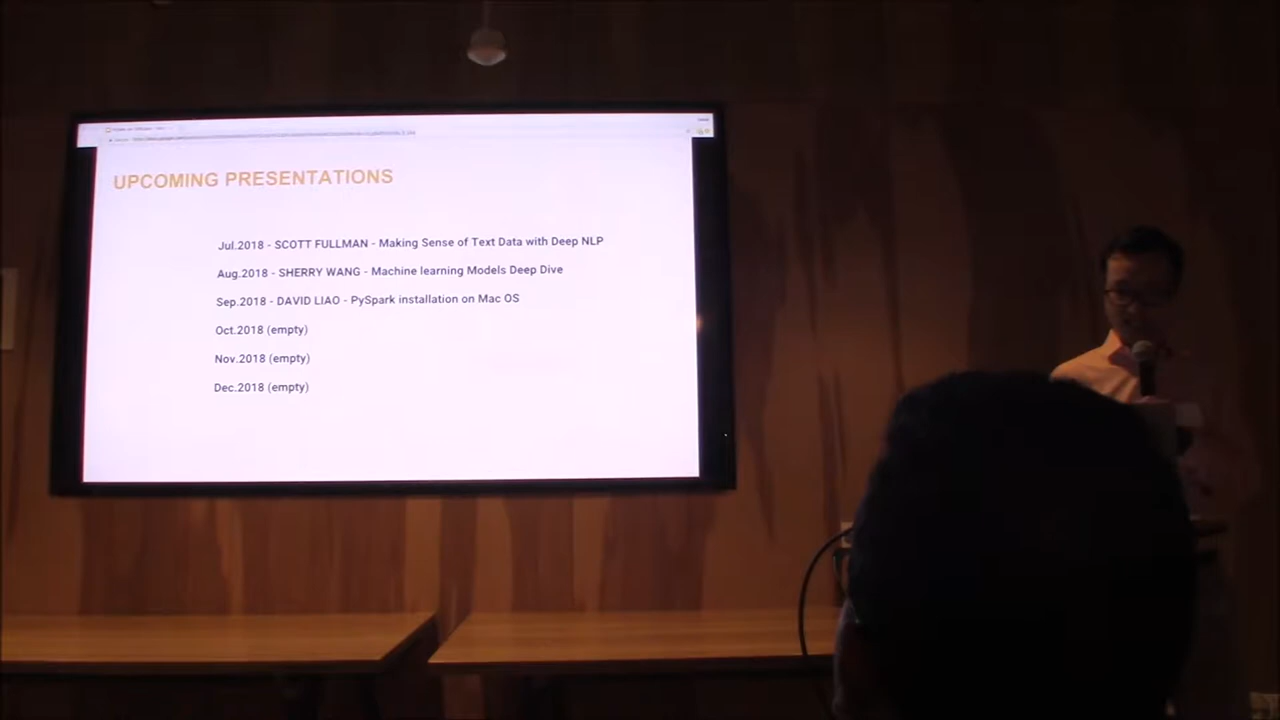 UPCOMING PRESENTATIONS
Jul.2018 - SCOTT FULLMAN - Making Sense of Text Data with Deep NLP
Aug.2018 - SHERRY WANG - Machine learning Models Deep Dive
Sep.2018 - DAVID LIAO - PySpark installation on Mac OS
Oct.2018 (empty)
Nov.2018 (empty)
Dec.2018 (empty)